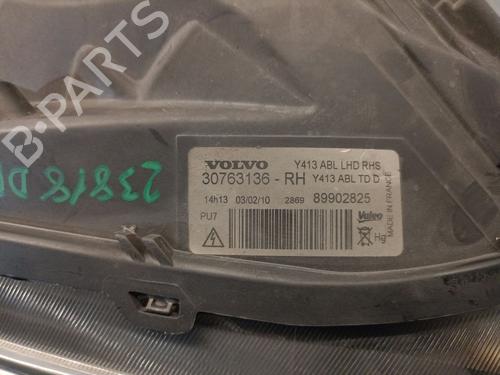 VOLVO Y413 ABL LHD RHS
30763136 - RH Y413 ABL TD D
14h13 03/02/10 2869 89902825
PU7 Valeo
MADE IN FRANCE
23818 D
B-PARTS